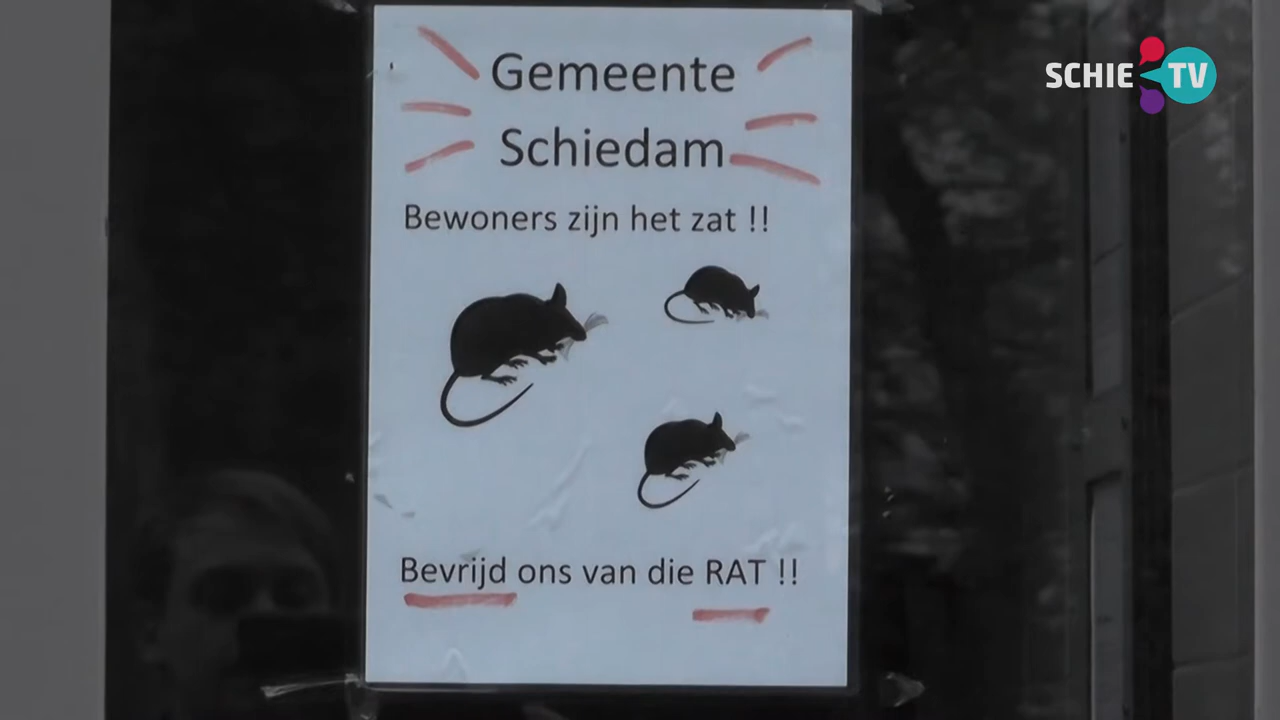 Gemeente
Schiedam
Bewoners zijn het zat !!
Bevrijd ons van die RAT !!
SCHIE TV